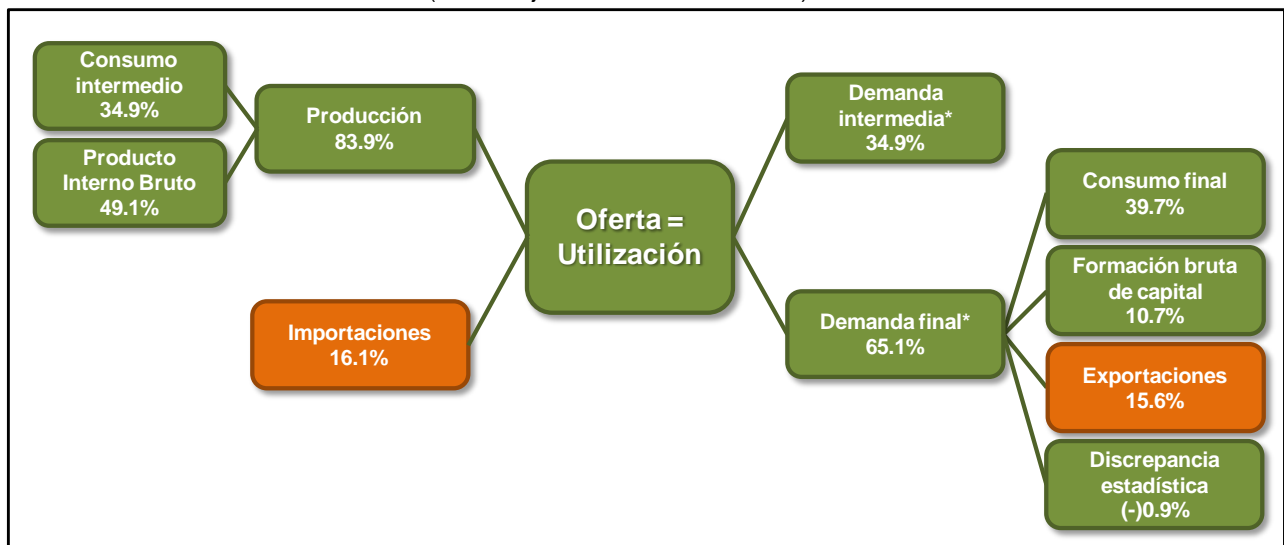 Consumo
intermedio
34.9%
Producción
83.9%
Producto
Interno Bruto
49.1%
Importaciones
16.1%
Oferta =
Utilización
Demanda
intermedia*
34.9%
Demanda final*
65.1%
Consumo final
39.7%
Formación bruta
de capital
10.7%
Exportaciones
15.6%
Discrepancia
estadística
(-)0.9%